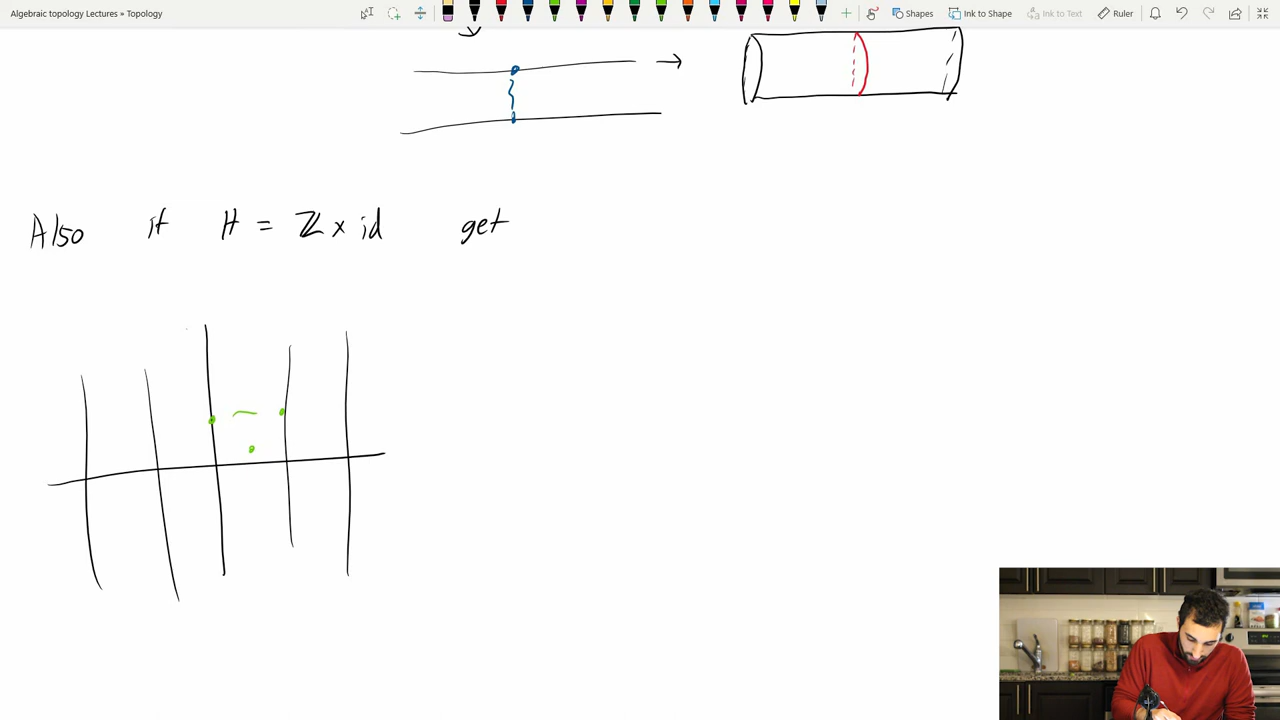 Algebraic topology Lectures: Topology
Shapes Ink to Shape Ink to Text Ruler
Also if H = ℤ × id get